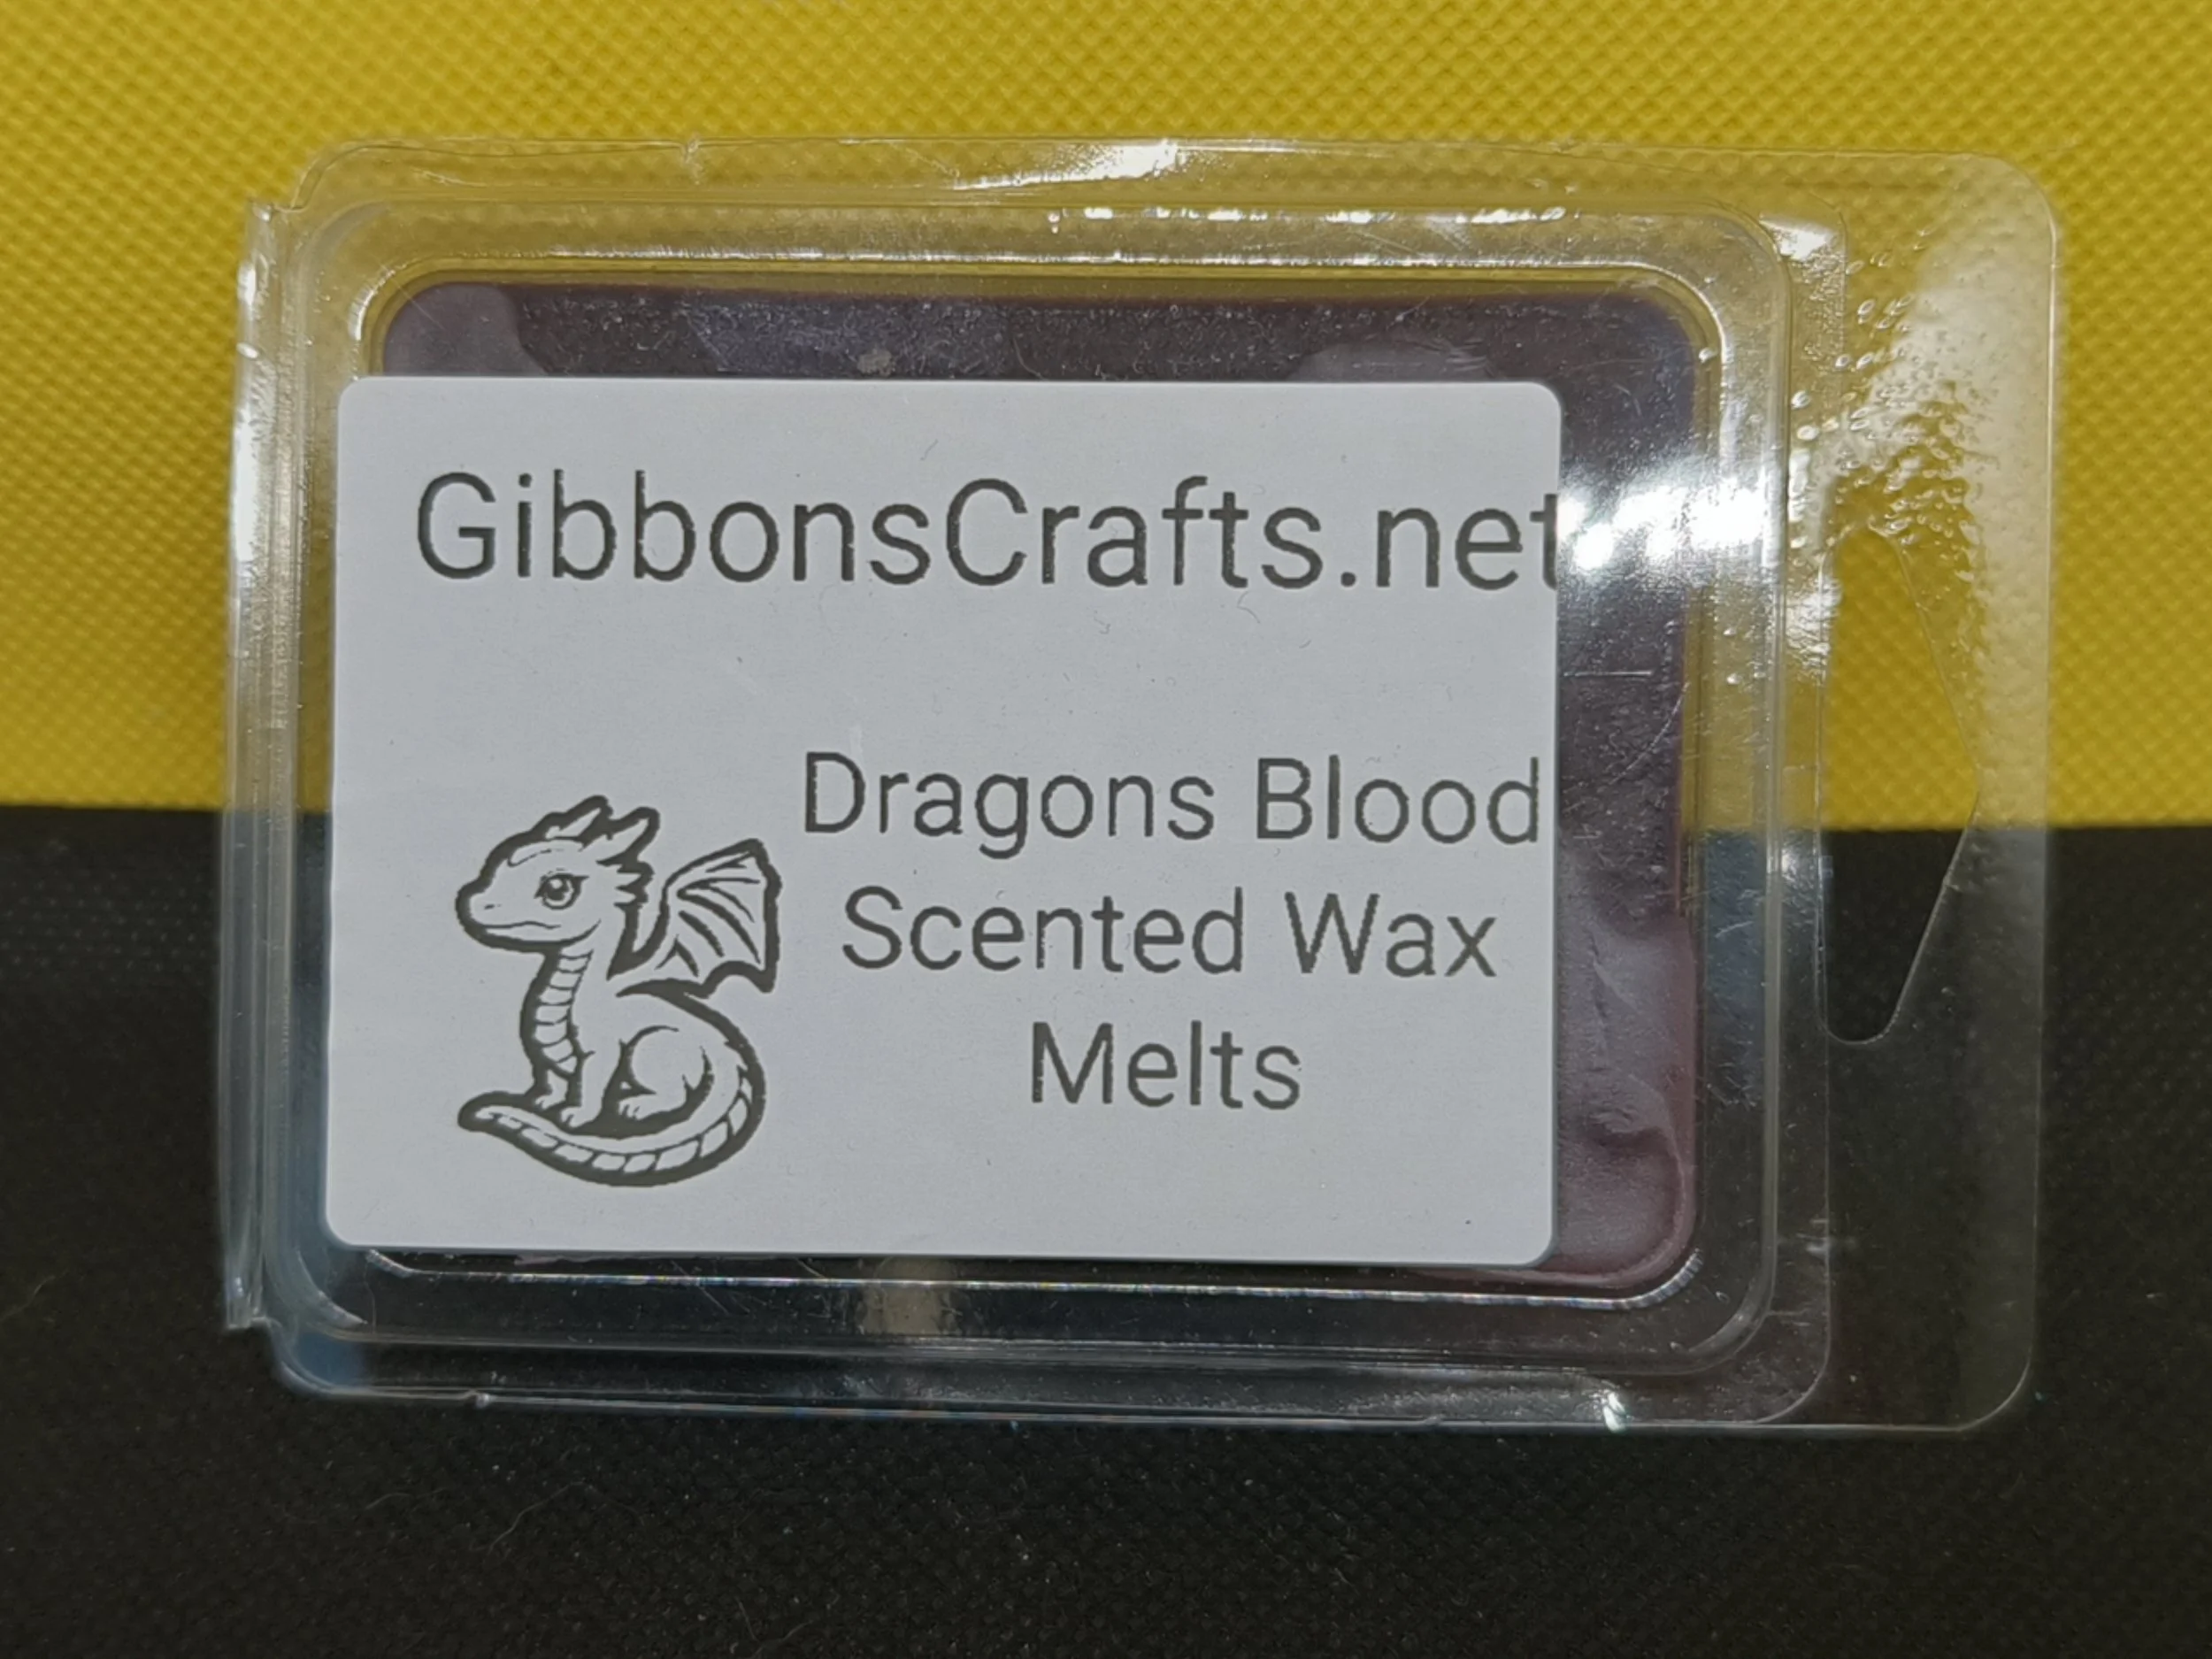 GibbonsCrafts.net
Dragons Blood
Scented Wax
Melts